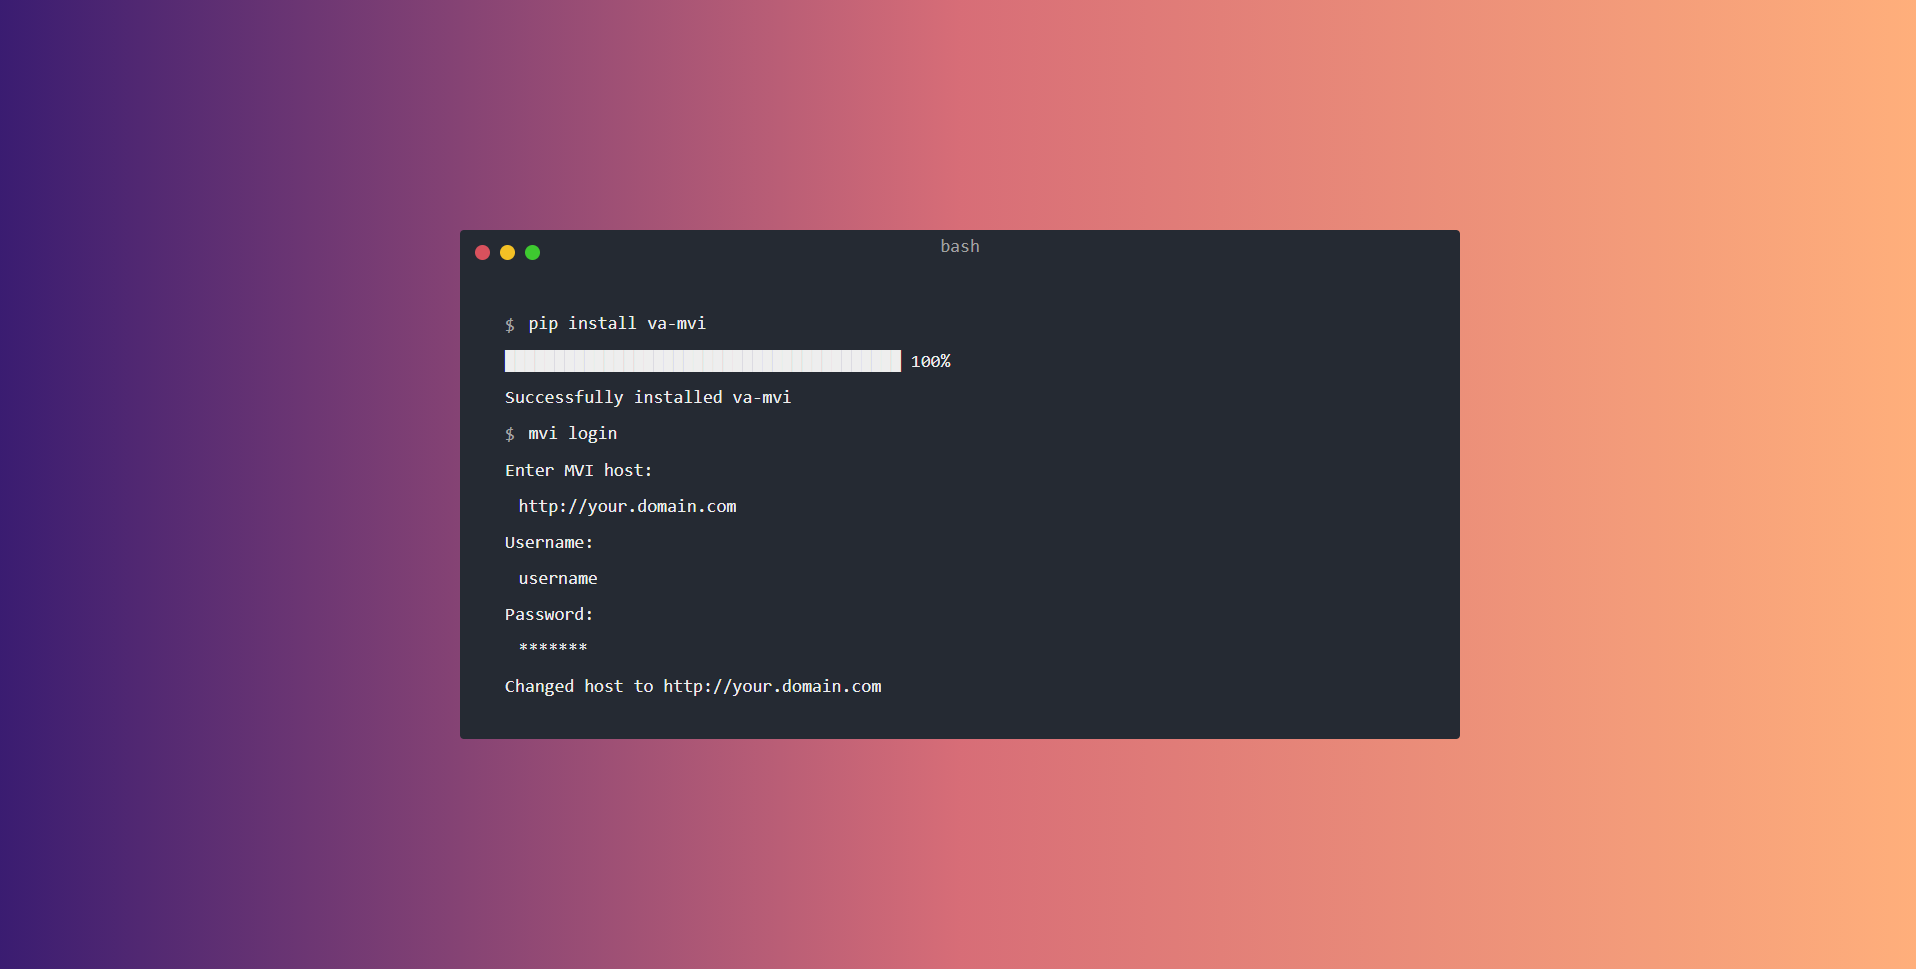 bash
$ pip install va-mvi
████████████████████████████████████████ 100%
Successfully installed va-mvi
$ mvi login
Enter MVI host:
http://your.domain.com
Username:
username
Password:
*******
Changed host to http://your.domain.com